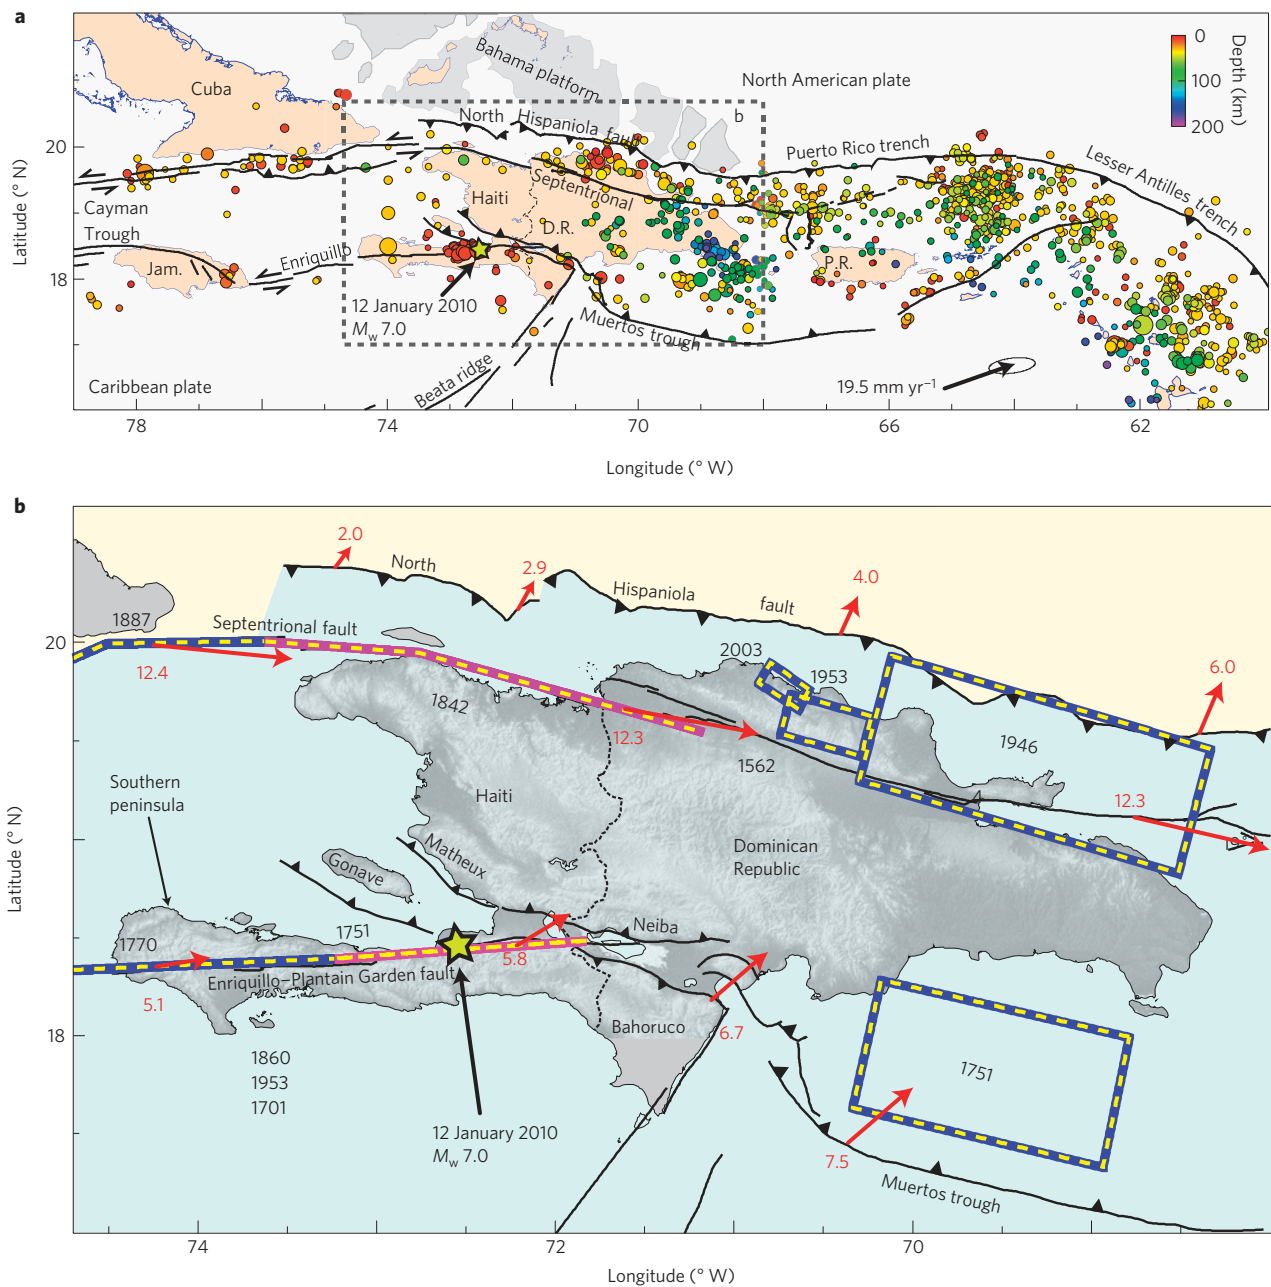 a
Cuba
Bahama platform
North American plate
0
100
200
Depth (km)
b
North
Hispaniola fault
Puerto Rico trench
Lesser Antilles trench
20
18
Latitude (° N)
Cayman
Trough
Haiti
Septentrional
D.R.
Jam.
Enriquillo
P.R.
12 January 2010
Mw 7.0
Muertos trough
Beata ridge
Caribbean plate
19.5 mm yr⁻¹
78
74
70
66
62
Longitude (° W)
b
2.0
North
2.9
Hispaniola
fault
4.0
6.0
1887
Septentrional fault
20
12.4
2003
1953
1842
12.3
1562
1946
4
12.3
Southern
peninsula
Haiti
Dominican
Republic
Latitude (° N)
Matheux
Gonave
1751
Neiba
1770
5.8
Enriquillo–Plantain Garden fault
5.1
Bahoruco
6.7
18
1860
1953
1701
1751
12 January 2010
Mw 7.0
7.5
Muertos trough
74
72
70
Longitude (° W)